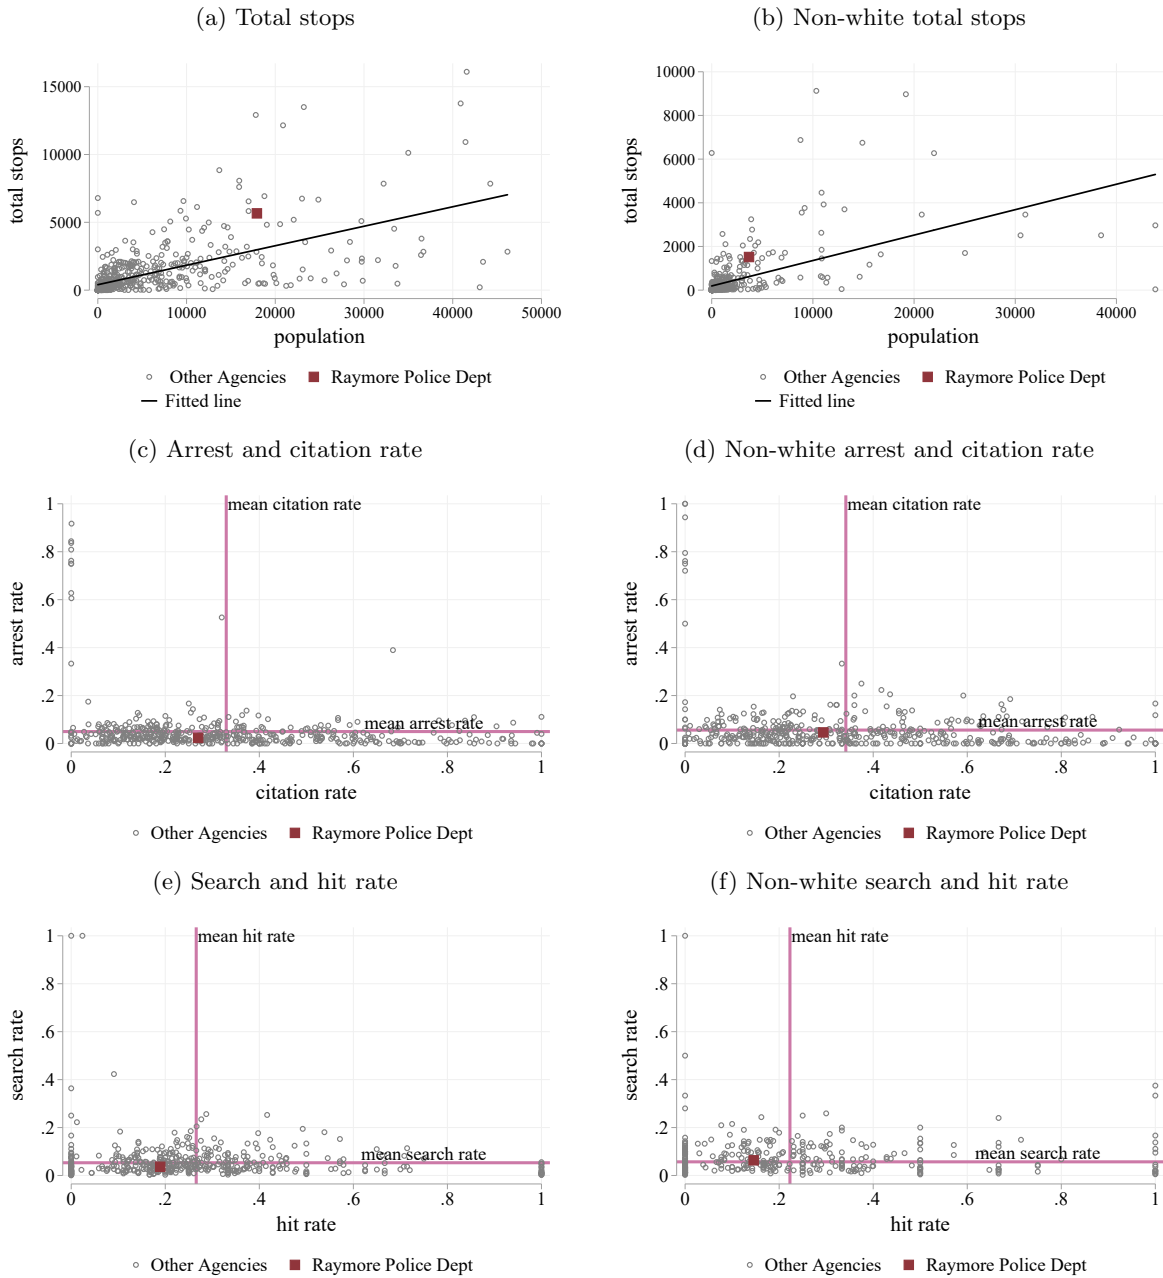 (a) Total stops
(b) Non-white total stops
total stops
15000
10000
5000
0
0 10000 20000 30000 40000 50000
population
Other Agencies Raymore Police Dept
Fitted line
total stops
10000
8000
6000
4000
2000
0
0 10000 20000 30000 40000
population
Other Agencies Raymore Police Dept
Fitted line
(c) Arrest and citation rate
(d) Non-white arrest and citation rate
arrest rate
1
.8
.6
.4
.2
0
mean citation rate
mean arrest rate
0 .2 .4 .6 .8 1
citation rate
Other Agencies Raymore Police Dept
arrest rate
1
.8
.6
.4
.2
0
mean citation rate
mean arrest rate
0 .2 .4 .6 .8 1
citation rate
Other Agencies Raymore Police Dept
(e) Search and hit rate
(f) Non-white search and hit rate
search rate
1
.8
.6
.4
.2
0
mean hit rate
mean search rate
0 .2 .4 .6 .8 1
hit rate
Other Agencies Raymore Police Dept
search rate
1
.8
.6
.4
.2
0
mean hit rate
mean search rate
0 .2 .4 .6 .8 1
hit rate
Other Agencies Raymore Police Dept